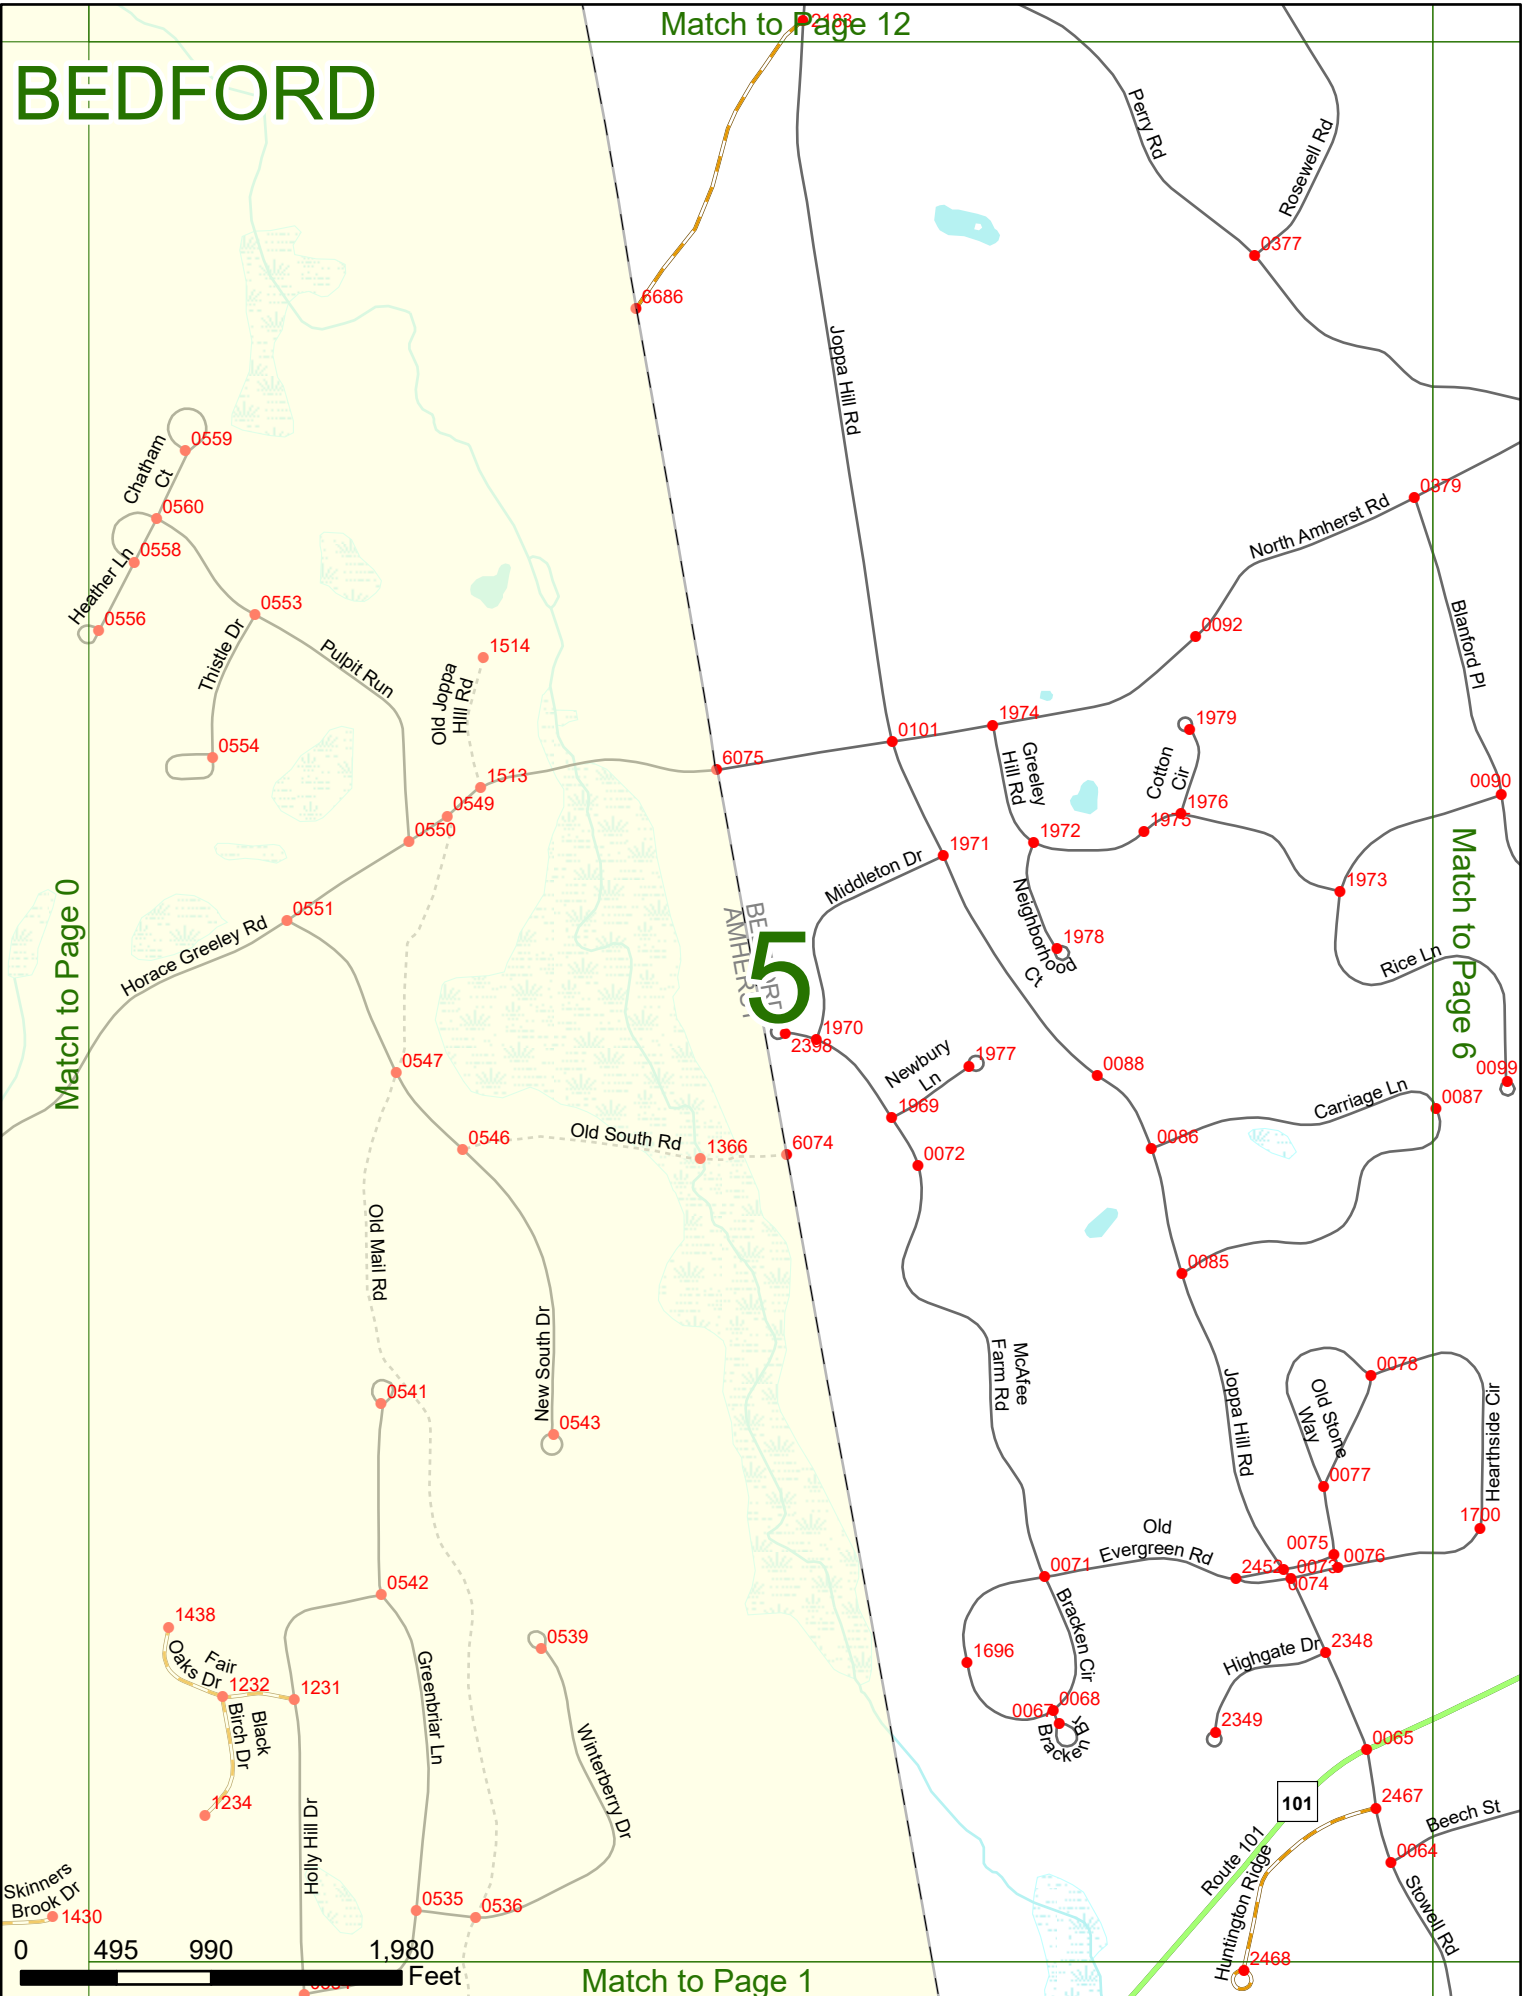 Match to Page 12
2183
BEDFORD
Perry Rd
Rosewell Rd
0377
6686
Joppa Hill Rd
0559
Chatham
Ct
0560
0558
Heather Ln
0556
0553
Thistle Dr
Pulpit Run
0554
1514
Old Joppa
Hill Rd
1513
0549
0550
0551
Horace Greeley Rd
Match to Page 0
0379
North Amherst Rd
0092
Blanford Pl
1974
0101
6075
1979
Greeley
Hill Rd
Cotton
Cir
1976
1975
0090
1972
1971
Middleton Dr
1973
Match to Page 6
Neighborhood
Ct
1978
Rice Ln
5
1970
2398
Newbury
Ln
1977
0088
0099
0547
1969
Carriage Ln
0087
0546
Old South Rd
1366
6074
0072
0086
Old Mail Rd
0085
New South Dr
McAfee
Farm Rd
0541
0543
Joppa Hill Rd
0078
Old Stone
Way
Hearthside Cir
0077
1700
Old
Evergreen Rd
0075
0076
0071
2452
0073
0074
0542
1438
Fair
Oaks Dr
1232
1231
0539
1696
Bracken Cir
Highgate Dr
2348
0067
0068
Bracken
Br
2349
Black
Birch Dr
Greenbriar Ln
0065
1234
Winterberry Dr
101
2467
Beech St
Holly Hill Dr
Route 101
0064
Huntington Ridge
Stowell Rd
Skinners
Brook Dr
1430
0535
0536
2468
0 495 990 1,980
Feet
Match to Page 1